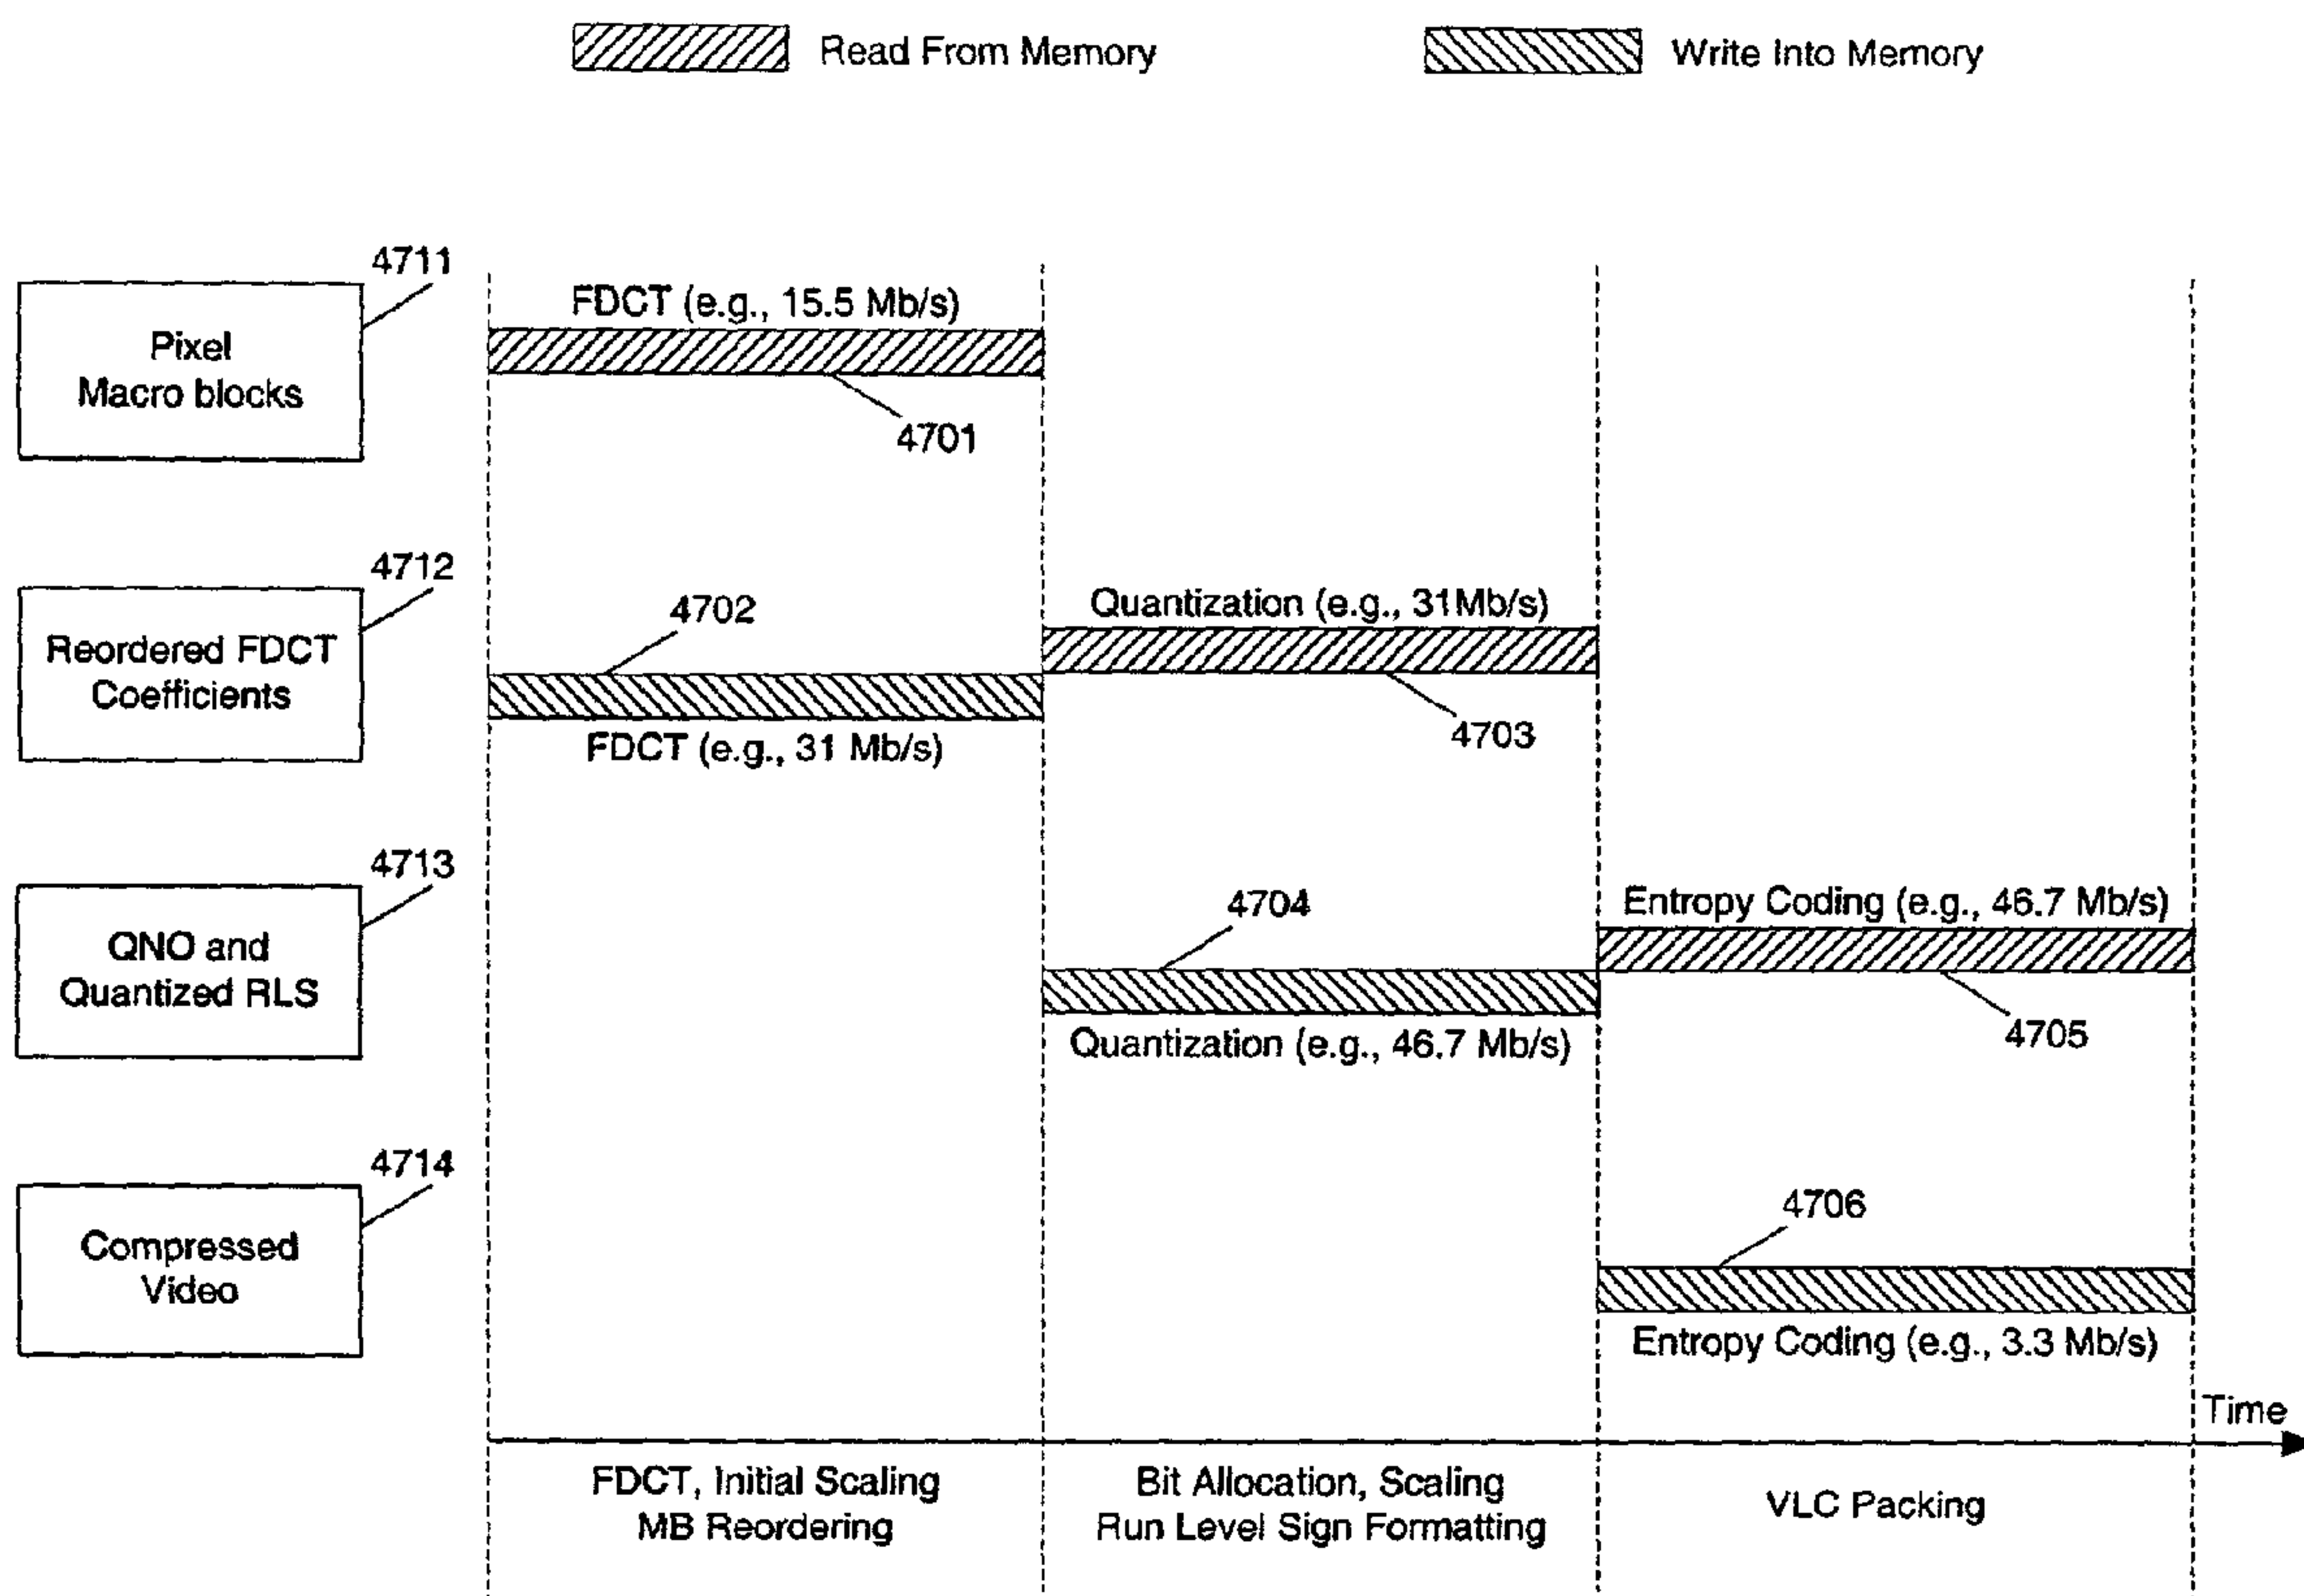 Read From Memory
Write Into Memory
4711
Pixel
Macro blocks
FDCT (e.g., 15.5 Mb/s)
4701
4712
Reordered FDCT
Coefficients
4702
FDCT (e.g., 31 Mb/s)
Quantization (e.g., 31Mb/s)
4703
4713
QNO and
Quantized RLS
4704
Quantization (e.g., 46.7 Mb/s)
Entropy Coding (e.g., 46.7 Mb/s)
4705
4714
Compressed
Video
4706
Entropy Coding (e.g., 3.3 Mb/s)
Time
FDCT, Initial Scaling
MB Reordering
Bit Allocation, Scaling
Run Level Sign Formatting
VLC Packing